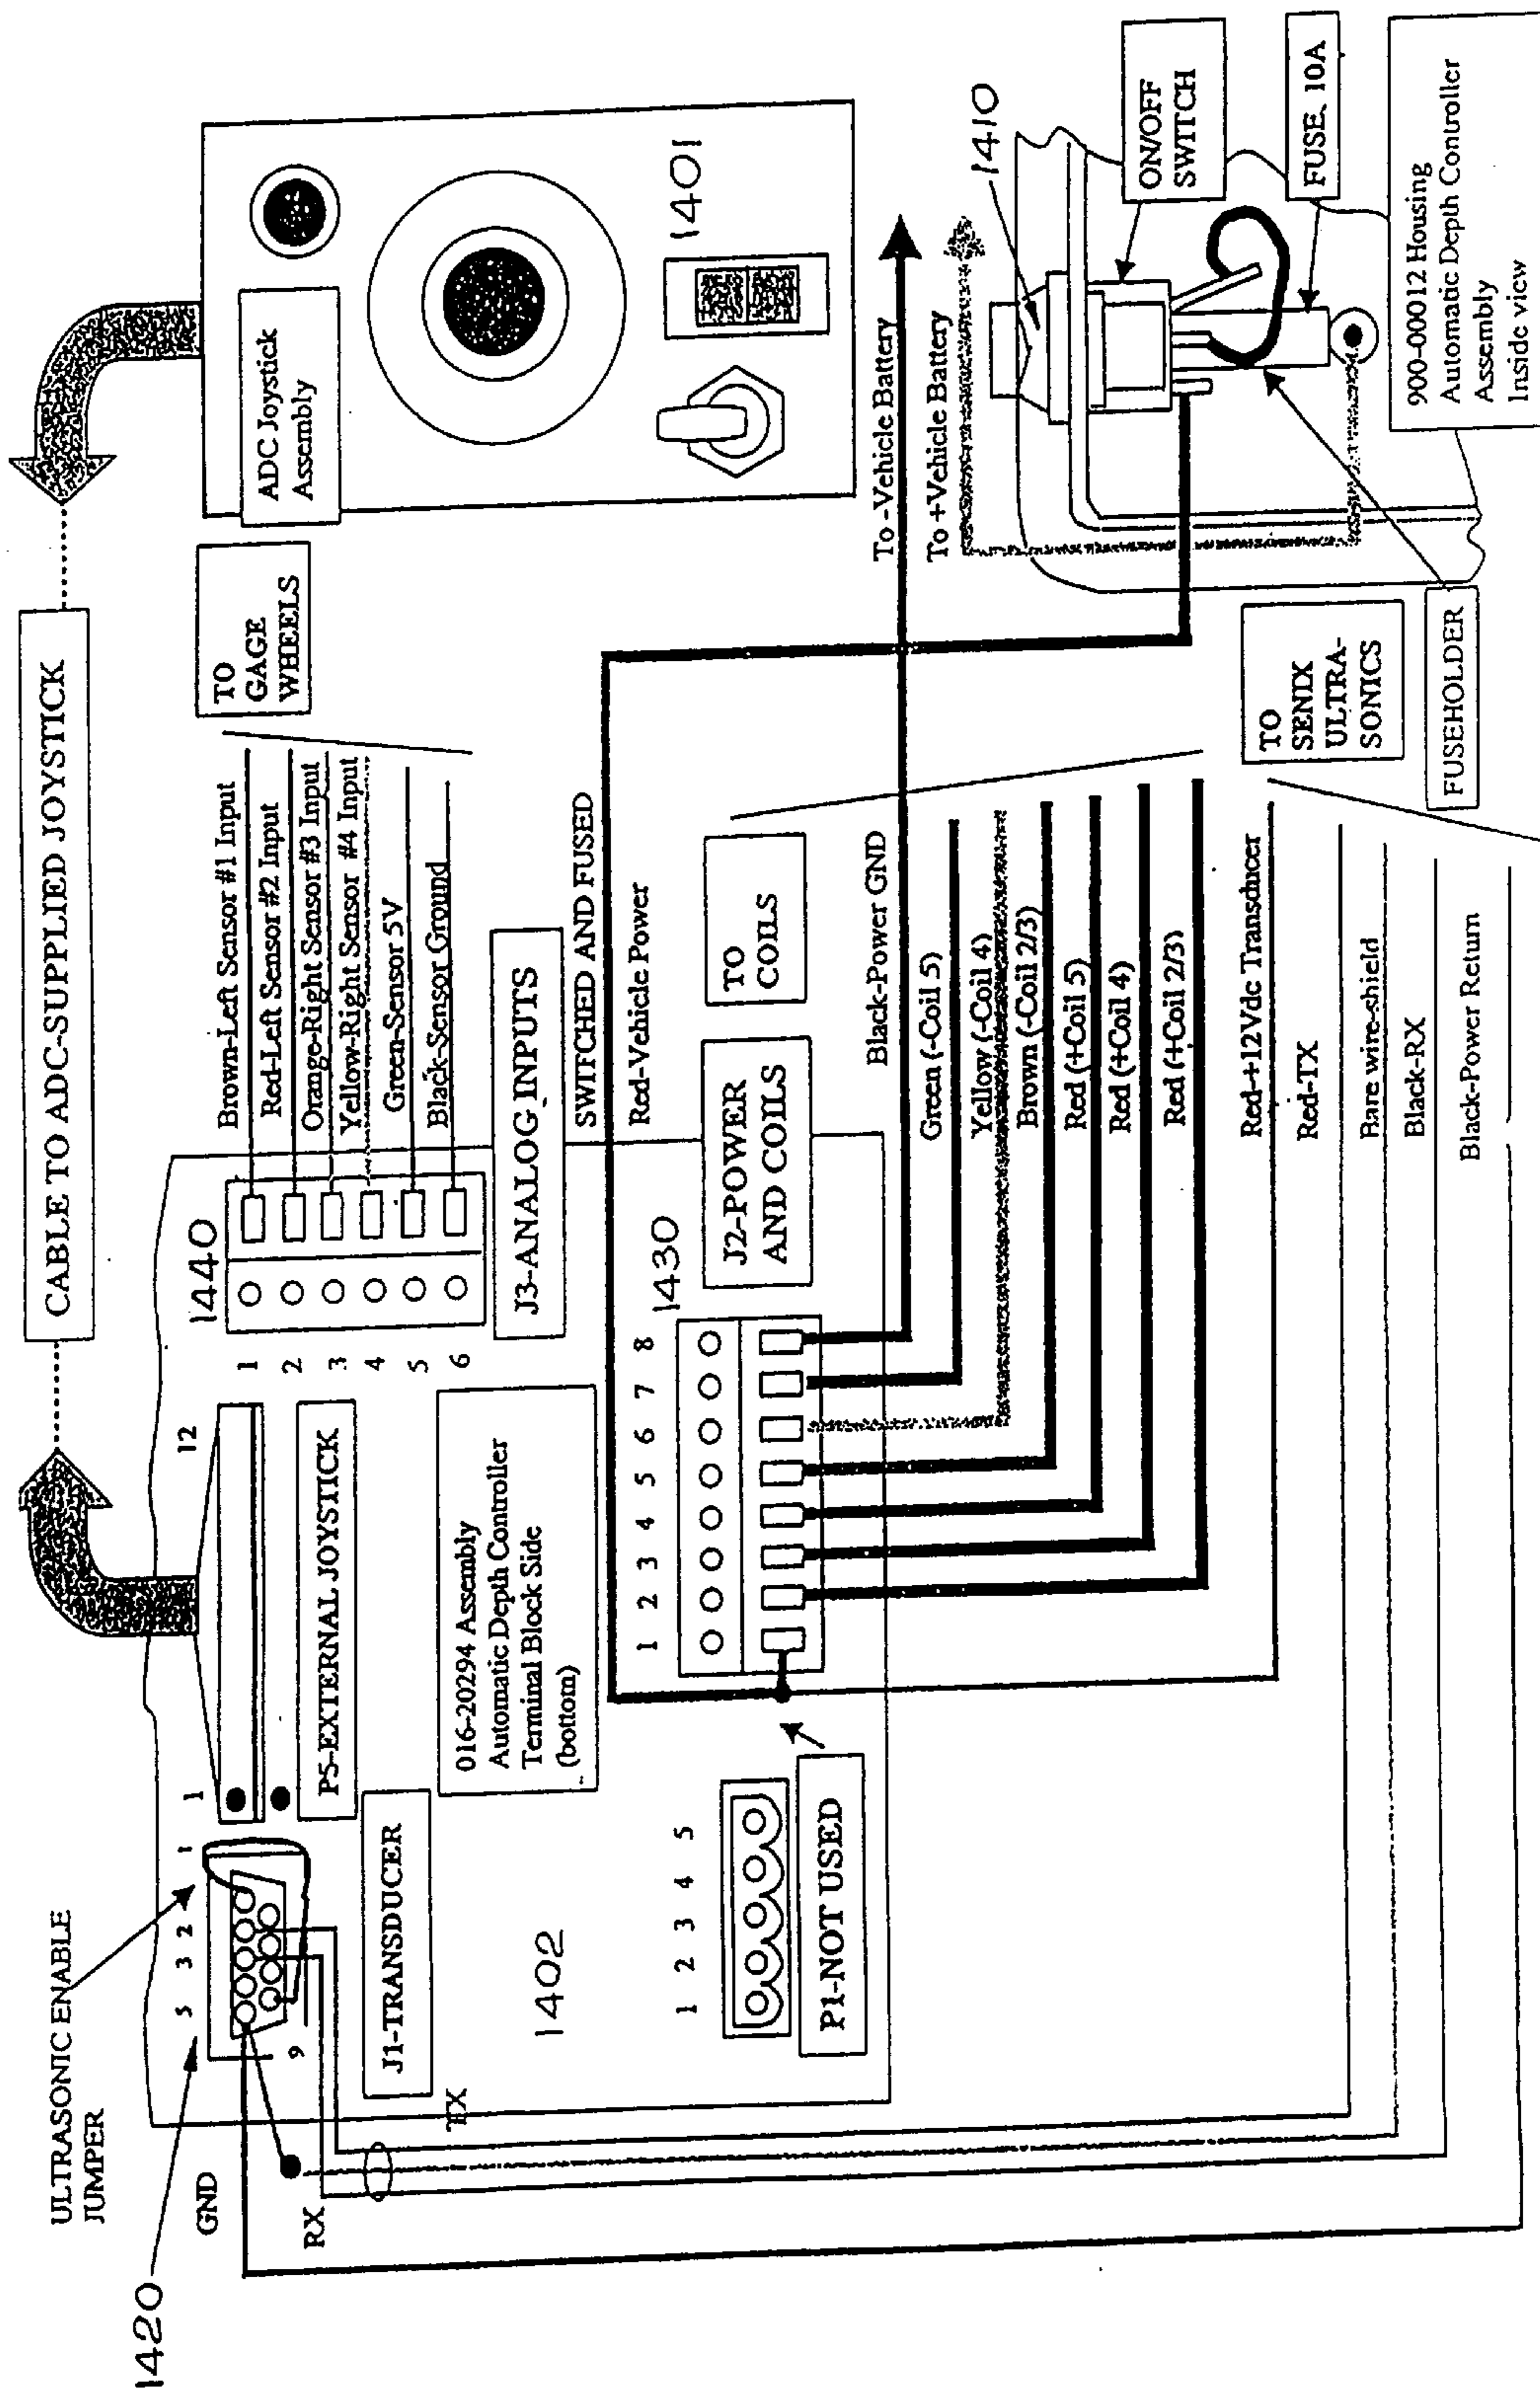 CABLE TO ADC-SUPPLIED JOYSTICK
ULTRASONIC ENABLE
JUMPER
1420
GND
RX
TX
5 3 2 1
9
J1-TRANSDUCER
1 12
P5-EXTERNAL JOYSTICK
016-20294 Assembly
Automatic Depth Controller
Terminal Block Side
(bottom)
1402
1 2 3 4 5
P1-NOT USED
1440
1
2
3
4
5
6
J3-ANALOG INPUTS
Brown-Left Sensor #1 Input
Red-Left Sensor #2 Input
Orange-Right Sensor #3 Input
Yellow-Right Sensor #4 Input
Green-Sensor 5V
Black-Sensor Ground
TO
GAGE
WHEELS
ADC Joystick
Assembly
1401
SWITCHED AND FUSED
Red-Vehicle Power
1430
1 2 3 4 5 6 7 8
J2-POWER
AND COILS
TO
COILS
Black-Power GND
Green (-Coil 5)
Yellow (-Coil 4)
Brown (-Coil 2/3)
Red (+Coil 5)
Red (+Coil 4)
Red (+Coil 2/3)
Red-+12Vdc Transducer
Red-TX
Bare wire-shield
Black-RX
Black-Power Return
To -Vehicle Battery
To +Vehicle Battery
1410
ON/OFF
SWITCH
FUSE, 10A
TO
SENIX
ULTRA-
SONICS
FUSEHOLDER
900-00012 Housing
Automatic Depth Controller
Assembly
Inside view